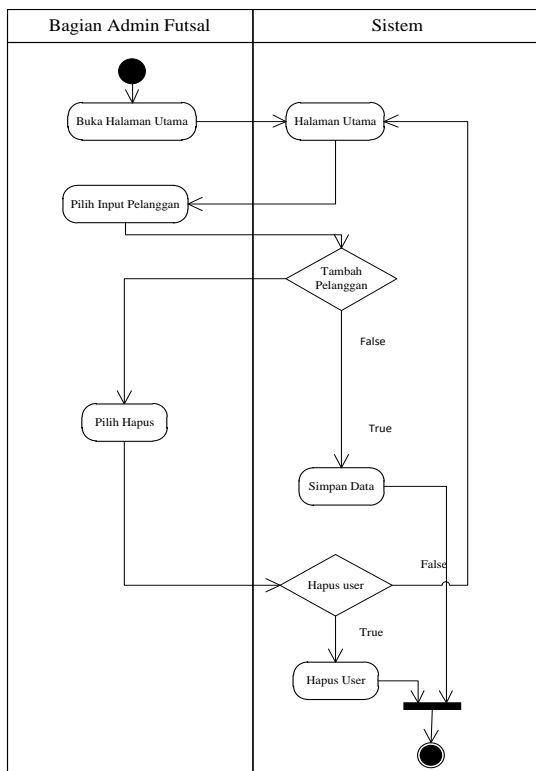 Bagian Admin Futsal
Sistem
Buka Halaman Utama
Halaman Utama
Pilih Input Pelanggan
Tambah
Pelanggan
False
Pilih Hapus
True
Simpan Data
Hapus user
False
True
Hapus User